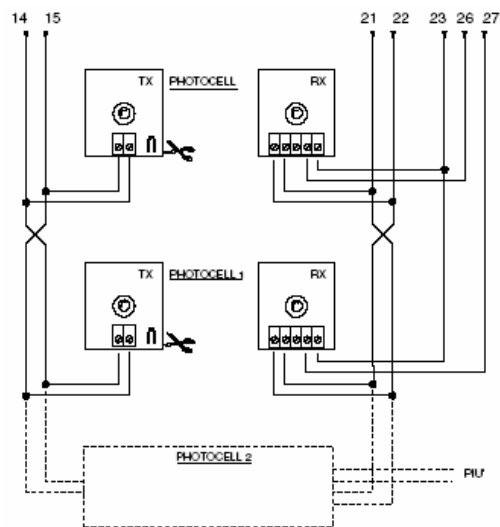 14 15 21 22 23 26 27
TX PHOTOCELL RX
TX PHOTOCELL 1 RX
PHOTOCELL 2
PIU'